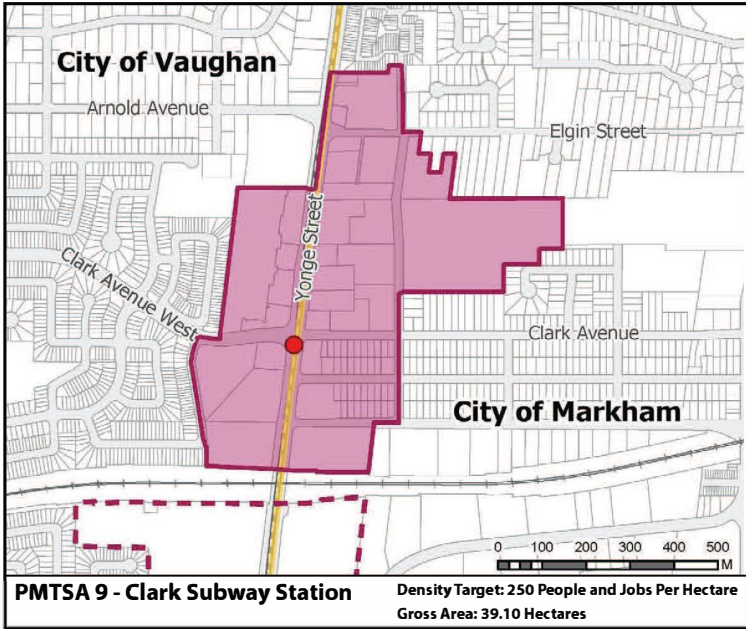 City of Vaughan
Arnold Avenue
Elgin Street
Yonge Street
Clark Avenue West
Clark Avenue
City of Markham
0 100 200 300 400 500
M
PMTSA 9 - Clark Subway Station
Density Target: 250 People and Jobs Per Hectare
Gross Area: 39.10 Hectares